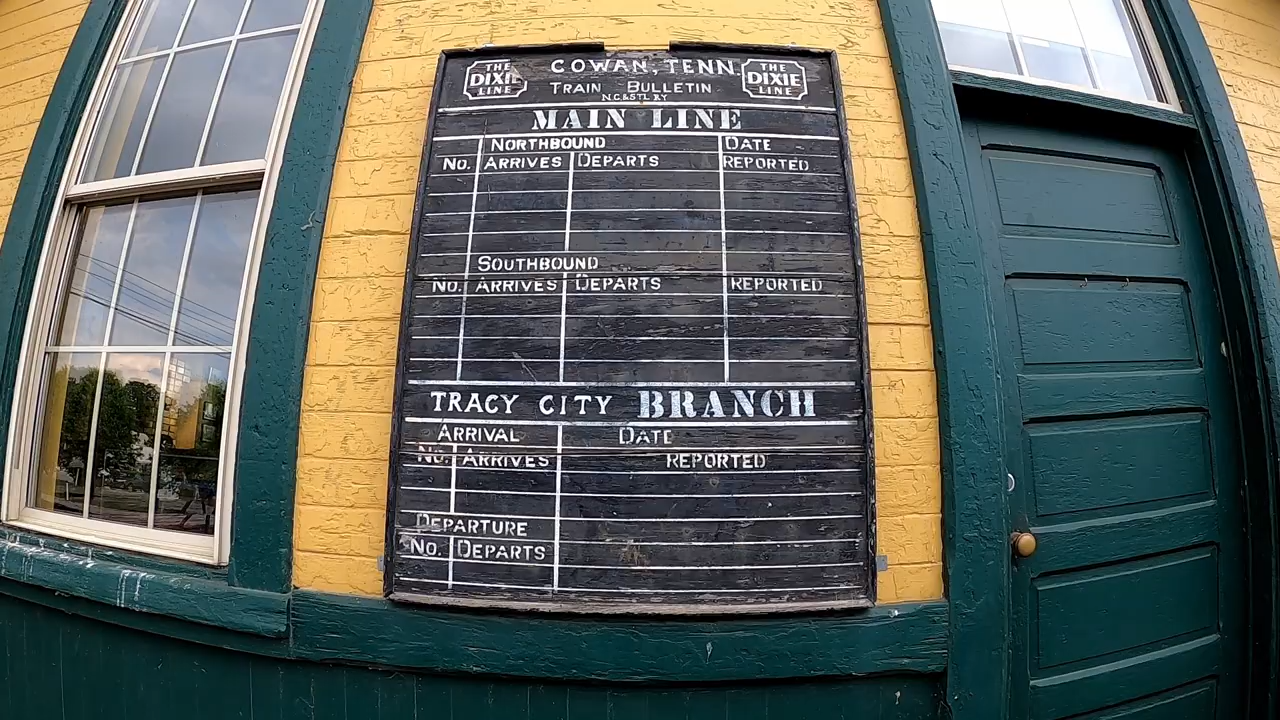 THE DIXIE LINE COWAN, TENN. THE DIXIE LINE
TRAIN BULLETIN
N.C.&ST.L.RY
MAIN LINE
NORTHBOUND DATE
No. ARRIVES DEPARTS REPORTED
SOUTHBOUND
No. ARRIVES DEPARTS REPORTED
TRACY CITY BRANCH
ARRIVAL DATE
No. ARRIVES REPORTED
DEPARTURE
No. DEPARTS